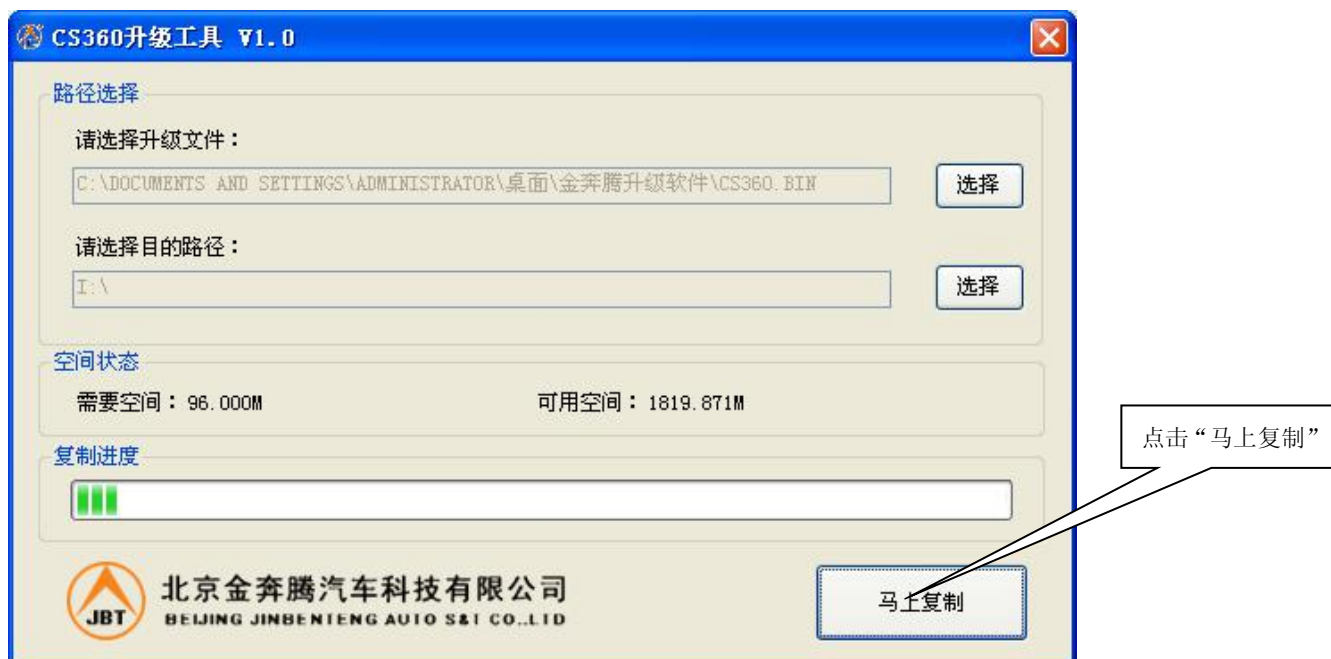 CS360升级工具 V1.0
路径选择
请选择升级文件：
C:\DOCUMENTS AND SETTINGS\ADMINISTRATOR\桌面\金奔腾升级软件\CS360.BIN
选择
请选择目的路径：
I:\
选择
空间状态
需要空间：96.000M
可用空间：1819.871M
点击“马上复制”
复制进度
JBT
北京金奔腾汽车科技有限公司
BEIJING JINBENTENG AUTO S&T CO.,LTD
马上复制